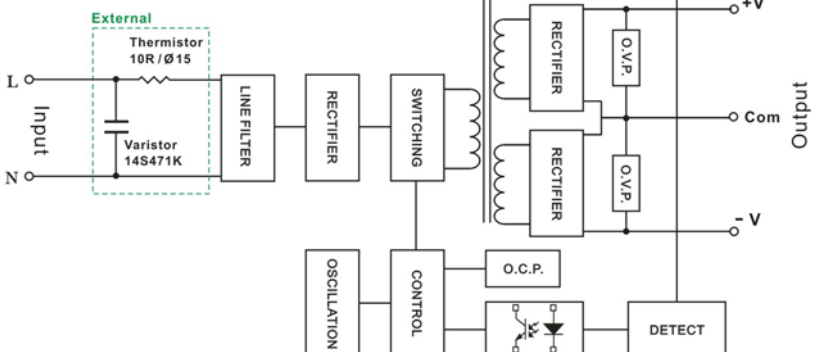 External
Thermistor
10R/Ø15
L
Input
N
Varistor
14S471K
LINE FILTER
RECTIFIER
SWITCHING
RECTIFIER
RECTIFIER
O.V.P.
O.V.P.
+V
Com
Output
- V
OSCILLATION
CONTROL
O.C.P.
DETECT